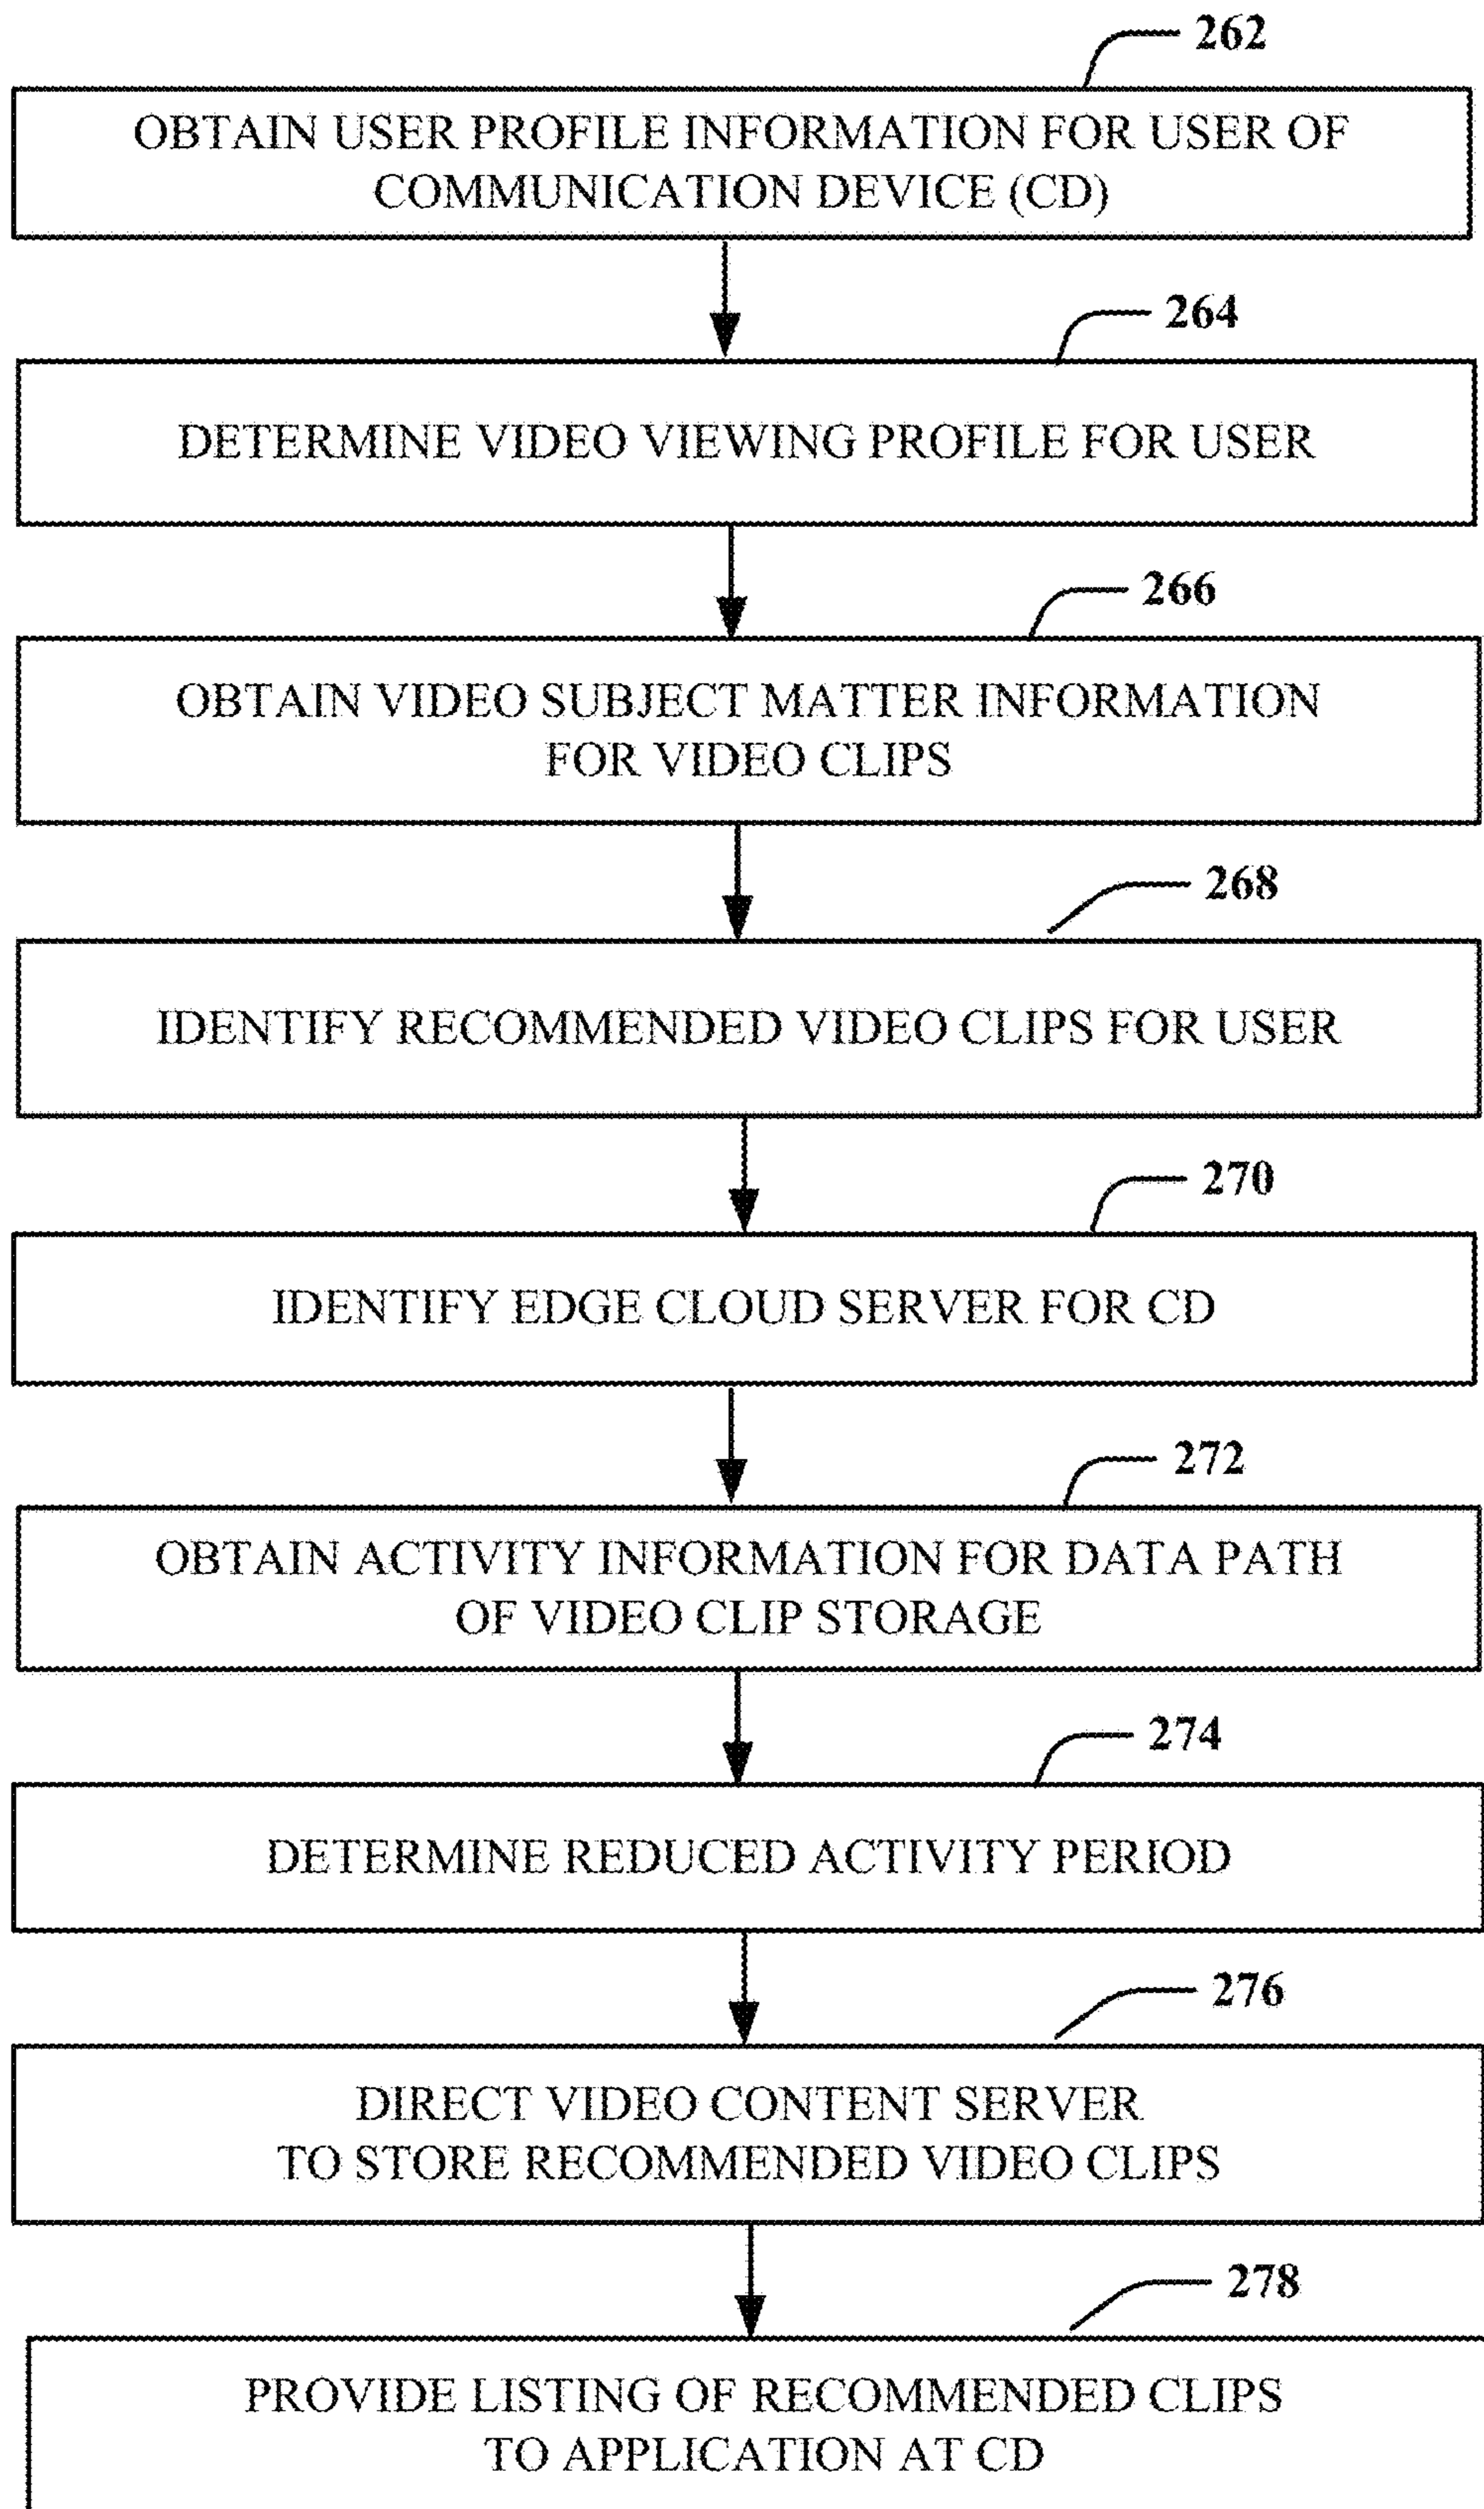 262
OBTAIN USER PROFILE INFORMATION FOR USER OF
COMMUNICATION DEVICE (CD)
264
DETERMINE VIDEO VIEWING PROFILE FOR USER
266
OBTAIN VIDEO SUBJECT MATTER INFORMATION
FOR VIDEO CLIPS
268
IDENTIFY RECOMMENDED VIDEO CLIPS FOR USER
270
IDENTIFY EDGE CLOUD SERVER FOR CD
272
OBTAIN ACTIVITY INFORMATION FOR DATA PATH
OF VIDEO CLIP STORAGE
274
DETERMINE REDUCED ACTIVITY PERIOD
276
DIRECT VIDEO CONTENT SERVER
TO STORE RECOMMENDED VIDEO CLIPS
278
PROVIDE LISTING OF RECOMMENDED CLIPS
TO APPLICATION AT CD